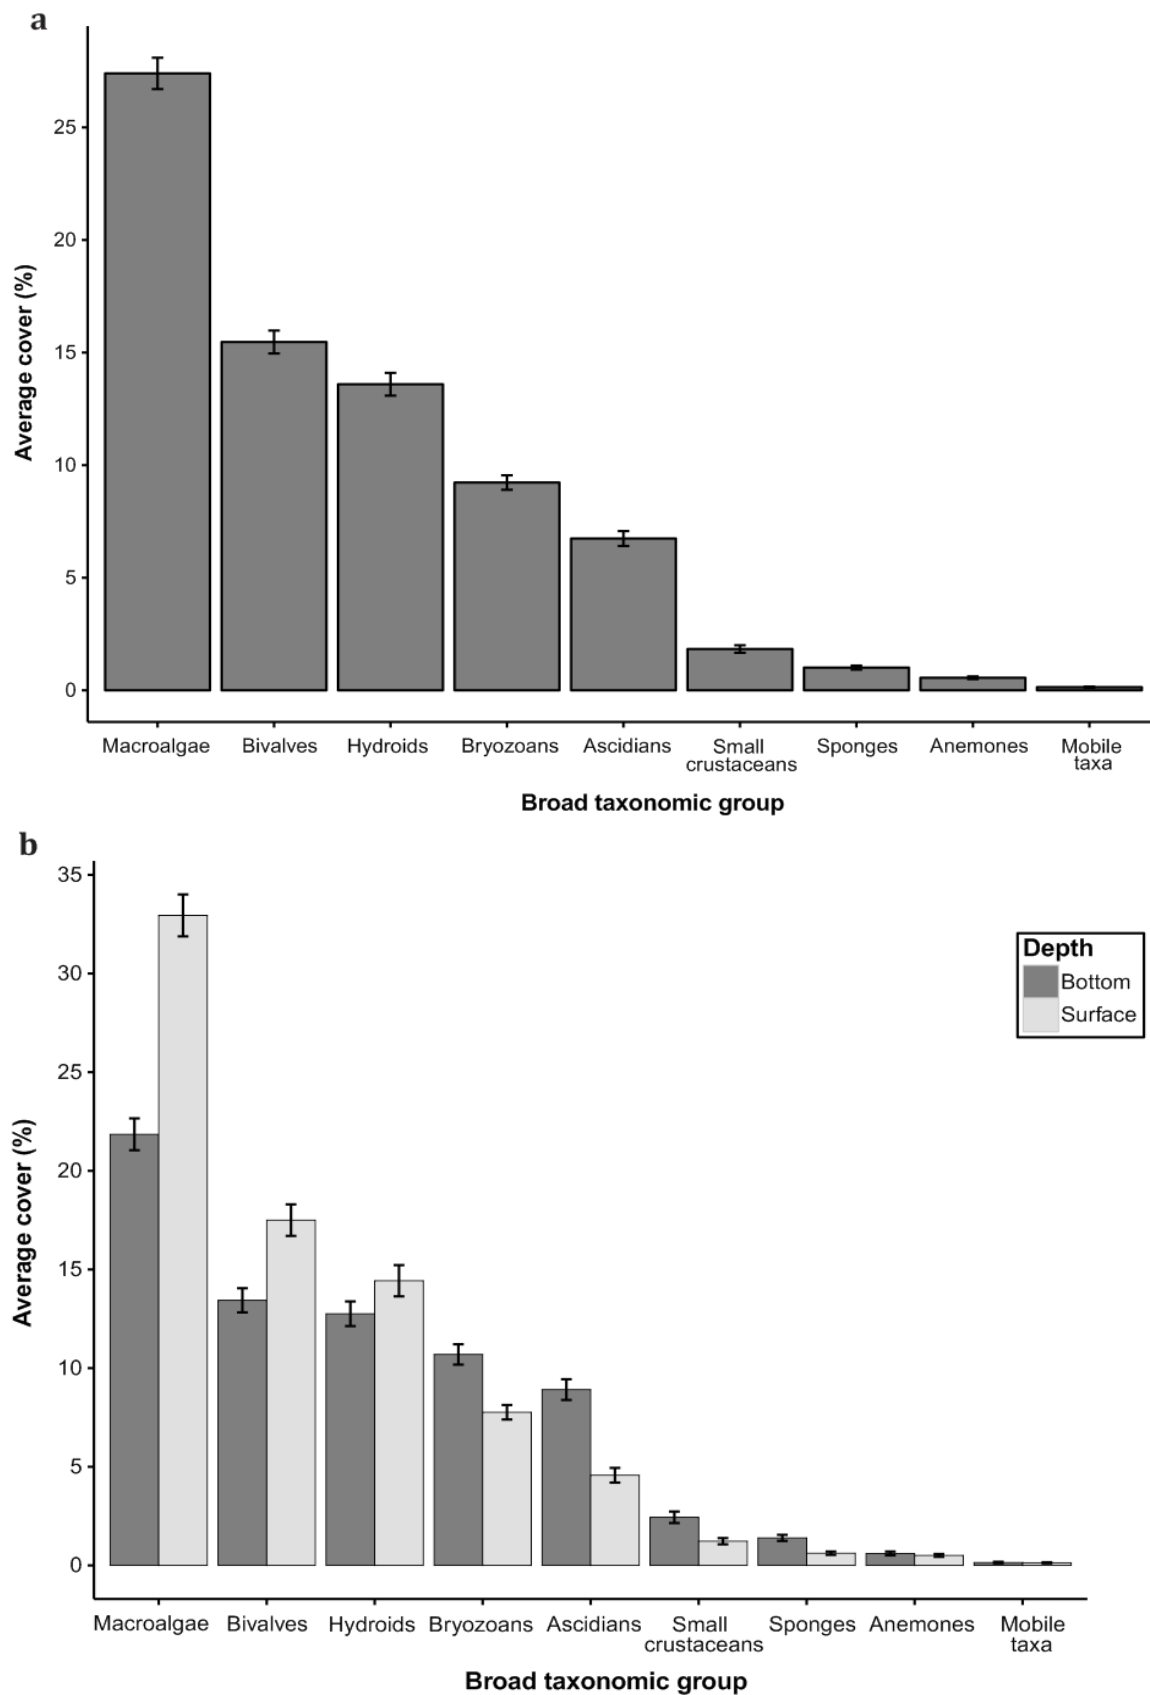 a
25
20
15
10
5
0
Average cover (%)
Macroalgae Bivalves Hydroids Bryozoans Ascidians Small Sponges Anemones Mobile
crustaceans taxa
Broad taxonomic group
b
35
30
25
20
15
10
5
0
Average cover (%)
Depth
Bottom
Surface
Macroalgae Bivalves Hydroids Bryozoans Ascidians Small Sponges Anemones Mobile
crustaceans taxa
Broad taxonomic group